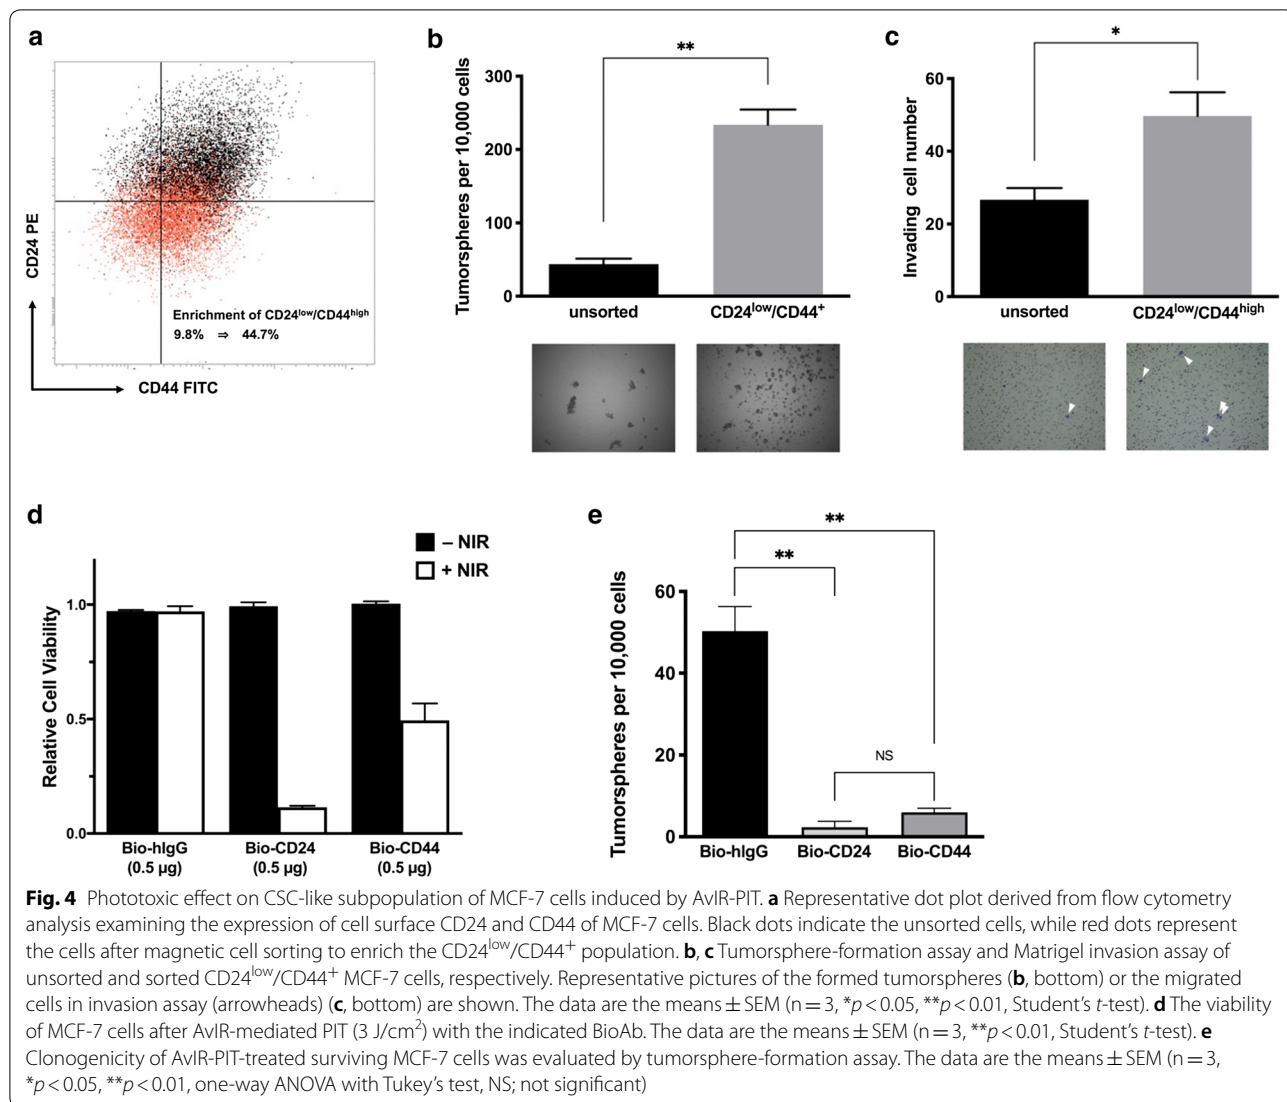 a
CD24 PE
CD44 FITC
Enrichment of CD24low/CD44high
9.8% ⇒ 44.7%
b
**
Tumorspheres per 10,000 cells
300
200
100
0
unsorted
CD24low/CD44+
c
*
Invading cell number
60
40
20
0
unsorted
CD24low/CD44high
d
– NIR
+ NIR
Relative Cell Viability
1.0
0.5
0.0
Bio-hIgG
(0.5 µg)
Bio-CD24
(0.5 µg)
Bio-CD44
(0.5 µg)
e
**
**
NS
Tumorspheres per 10,000 cells
60
40
20
0
Bio-hIgG
Bio-CD24
Bio-CD44
Fig. 4 Phototoxic effect on CSC-like subpopulation of MCF-7 cells induced by AvIR-PIT. a Representative dot plot derived from flow cytometry
analysis examining the expression of cell surface CD24 and CD44 of MCF-7 cells. Black dots indicate the unsorted cells, while red dots represent
the cells after magnetic cell sorting to enrich the CD24low/CD44+ population. b, c Tumorsphere-formation assay and Matrigel invasion assay of
unsorted and sorted CD24low/CD44+ MCF-7 cells, respectively. Representative pictures of the formed tumorspheres (b, bottom) or the migrated
cells in invasion assay (arrowheads) (c, bottom) are shown. The data are the means ± SEM (n = 3, *p < 0.05, **p < 0.01, Student's t-test). d The viability
of MCF-7 cells after AvIR-mediated PIT (3 J/cm2) with the indicated BioAb. The data are the means ± SEM (n = 3, **p < 0.01, Student's t-test). e
Clonogenicity of AvIR-PIT-treated surviving MCF-7 cells was evaluated by tumorsphere-formation assay. The data are the means ± SEM (n = 3,
*p < 0.05, **p < 0.01, one-way ANOVA with Tukey's test, NS; not significant)